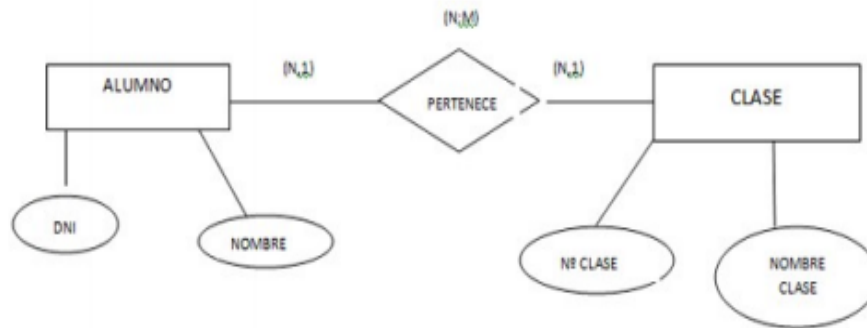 (N:M)
(N,1)
(N,1)
ALUMNO
PERTENECE
CLASE
DNI
NOMBRE
Nº CLASE
NOMBRE
CLASE